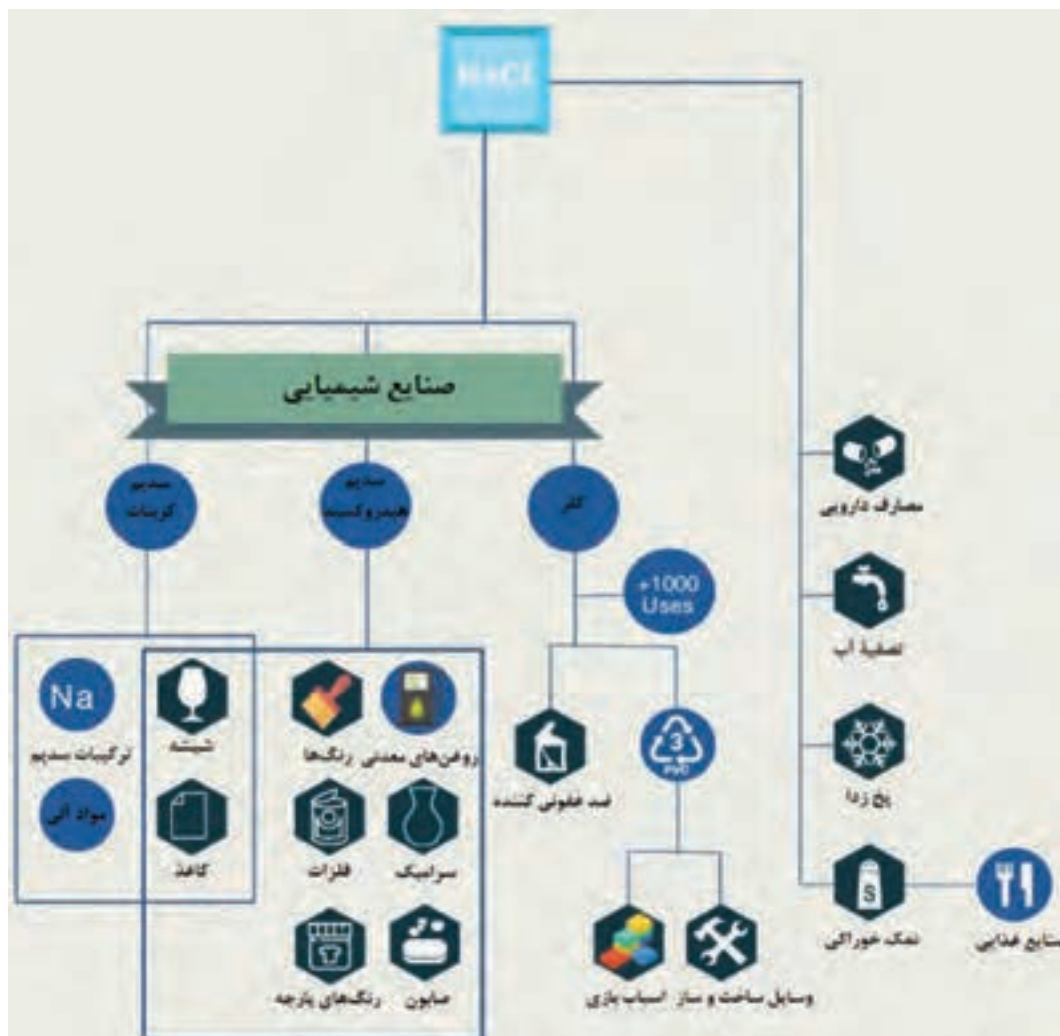 NaCl
صنایع شیمیایی
سدیم
کربنات
سدیم
هیدروکسید
کلر
+1000
Uses
مصارف دارویی
تصفیۀ آب
یخ زدا
نمک خوراکی
صنایع غذایی
Na
ترکیبات سدیم
مواد آلی
شیشه
کاغذ
رنگ‌ها
روغن‌های معدنی
فلزات
سرامیک
رنگ‌های پارچه
صابون
ضد عفونی کننده
3
PVC
اسباب بازی
وسایل ساخت و ساز
S